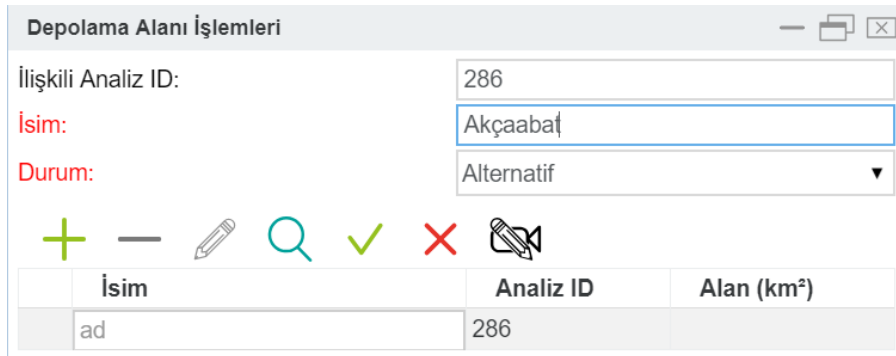 Depolama Alanı İşlemleri
İlişkili Analiz ID: 286
İsim: Akçaabat
Durum: Alternatif
İsim Analiz ID Alan (km²)
ad 286